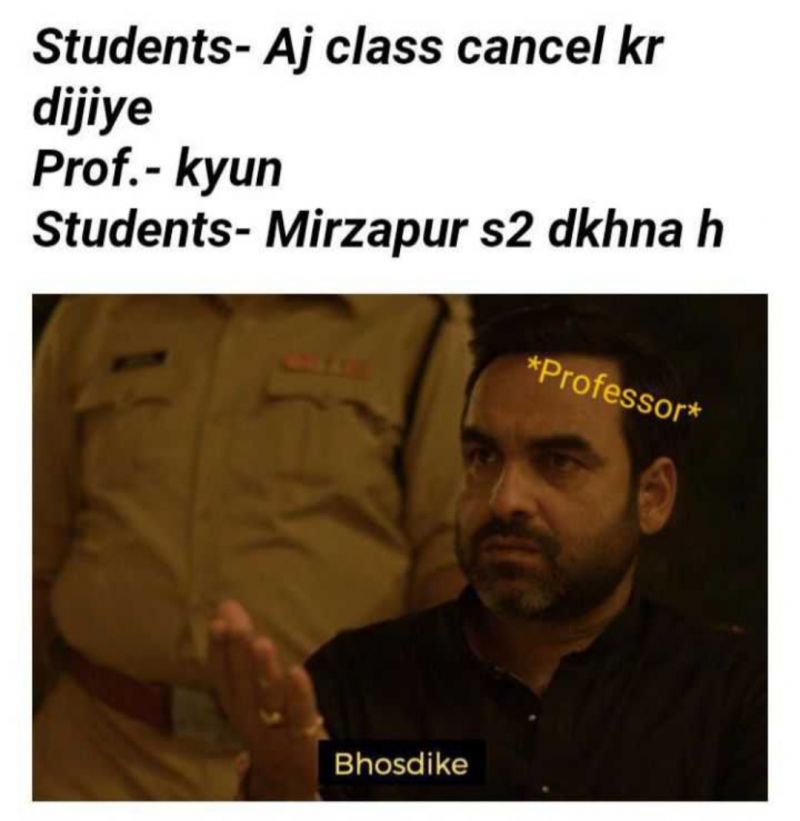 Students- Aj class cancel kr
dijiye
Prof.- kyun
Students- Mirzapur s2 dkhna h
*Professor*
Bhosdike